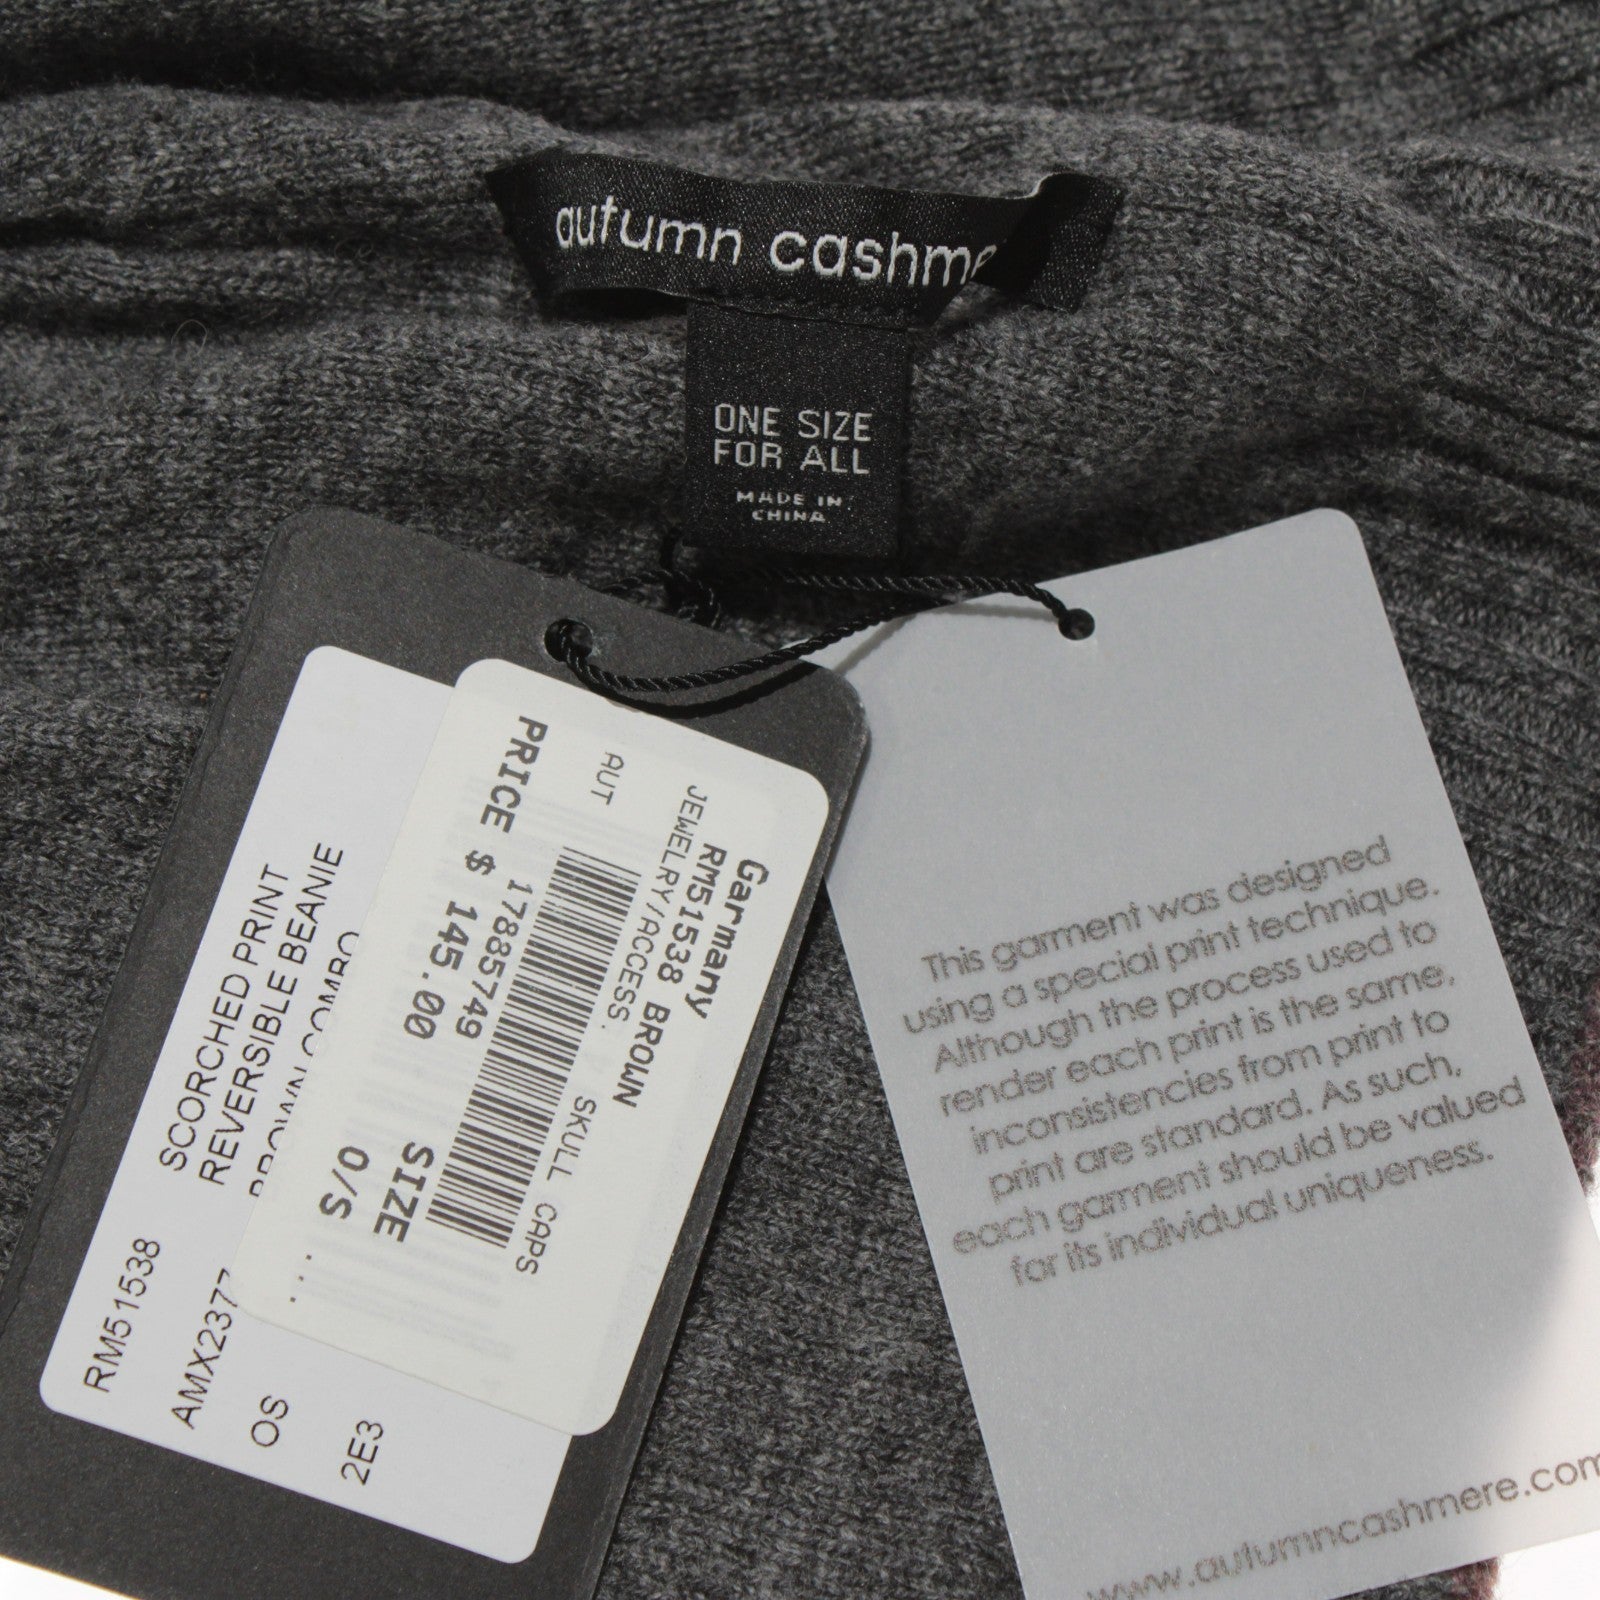 autumn cashme
ONE SIZE
FOR ALL
MADE IN
CHINA
Garmany
RM51538 BROWN
JEWELRY/ACCESS.
SKULL CAPS
AUT
17885749
PRICE
SIZE
$ 145.00
O/S
SCORCHED PRINT
REVERSIBLE BEANIE
BROWN COMBO
RM51538
AMX2377
OS
2E3
This garment was designed
using a special print technique.
Although the process used to
render each print is the same,
inconsistencies from print to
print are standard. As such,
each garment should be valued
for its individual uniqueness.
www.autumncashmere.com